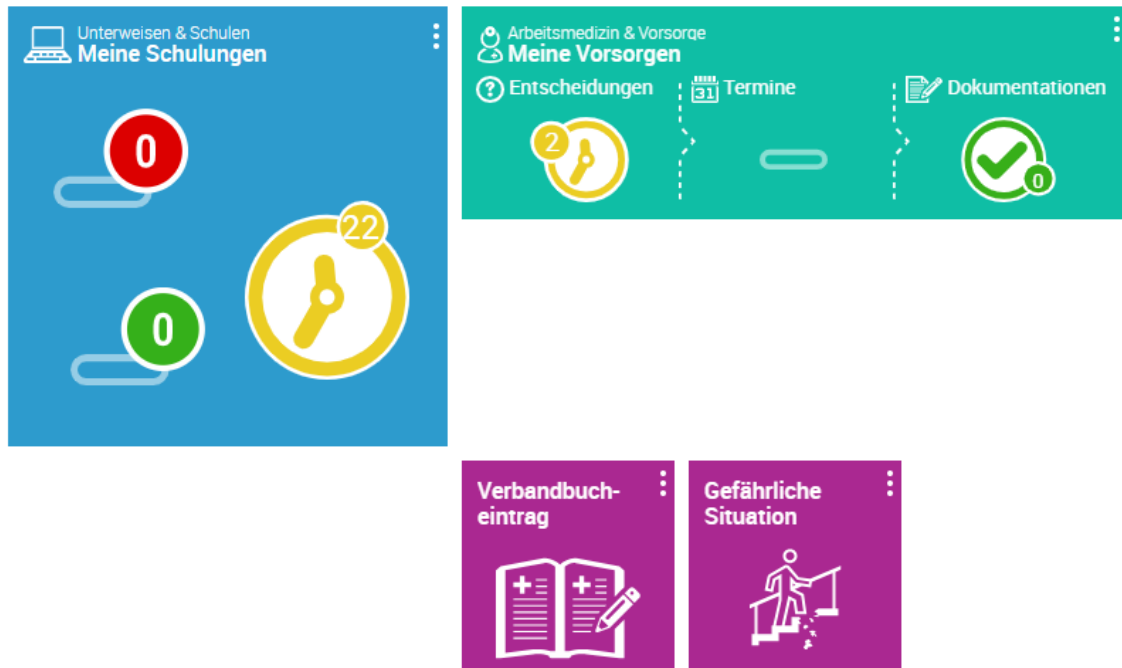 Unterweisen & Schulen
Meine Schulungen
0
22
0
Arbeitsmedizin & Vorsorge
Meine Vorsorgen
Entscheidungen
31 Termine
Dokumentationen
2
0
Verbandbuch-
eintrag
Gefährliche
Situation